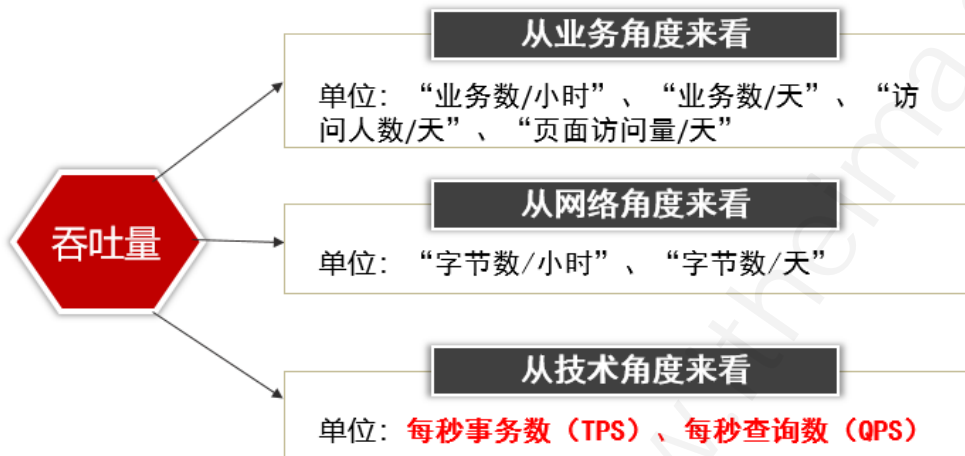 从业务角度来看
单位：“业务数/小时”、“业务数/天”、“访
问人数/天”、“页面访问量/天”
从网络角度来看
吞吐量
单位：“字节数/小时”、“字节数/天”
从技术角度来看
单位：每秒事务数（TPS）、每秒查询数（QPS）